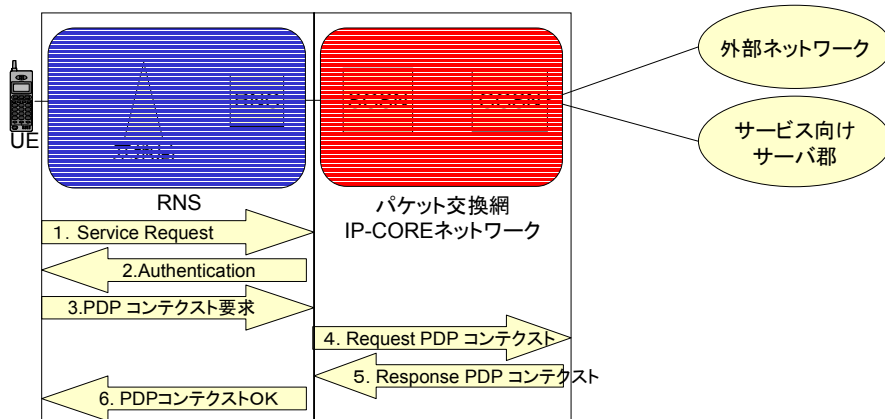 外部ネットワーク
サービス向け
サーバ郡
UE
RNS
パケット交換網
IP-COREネットワーク
1. Service Request
2.Authentication
3.PDP コンテクスト要求
4. Request PDP コンテクスト
5. Response PDP コンテクスト
6. PDPコンテクストOK